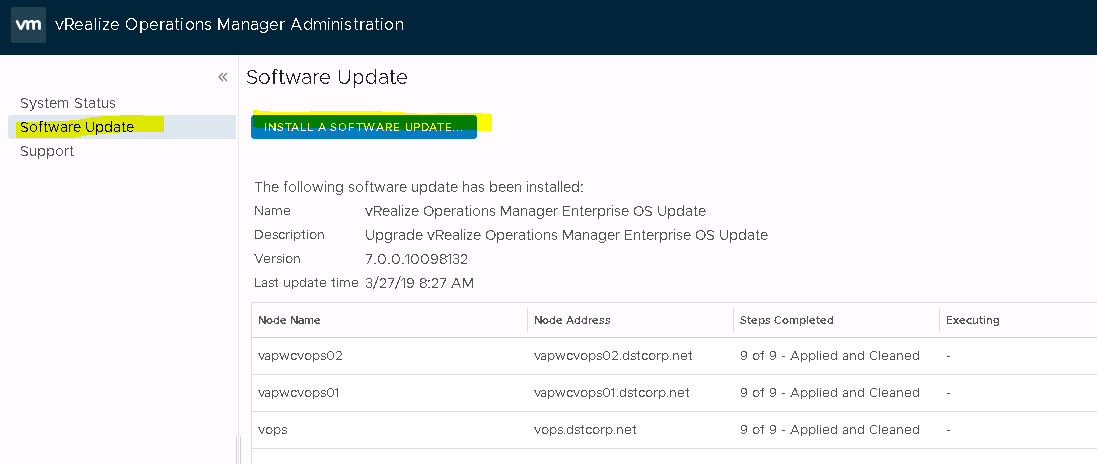 vm vRealize Operations Manager Administration
«
Software Update
System Status
Software Update
Support
INSTALL A SOFTWARE UPDATE...
The following software update has been installed:
Name vRealize Operations Manager Enterprise OS Update
Description Upgrade vRealize Operations Manager Enterprise OS Update
Version 7.0.0.10098132
Last update time 3/27/19 8:27 AM
Node Name Node Address Steps Completed Executing
vapwcvops02 vapwcvops02.dstcorp.net 9 of 9 - Applied and Cleaned -
vapwcvops01 vapwcvops01.dstcorp.net 9 of 9 - Applied and Cleaned -
vops vops.dstcorp.net 9 of 9 - Applied and Cleaned -